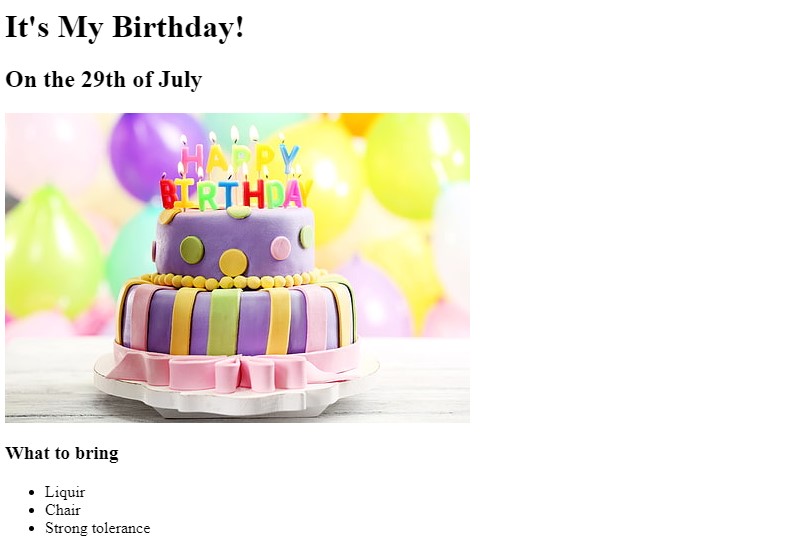 It's My Birthday!
On the 29th of July
HAPPY
BIRTHDAY
What to bring
Liquir
Chair
Strong tolerance